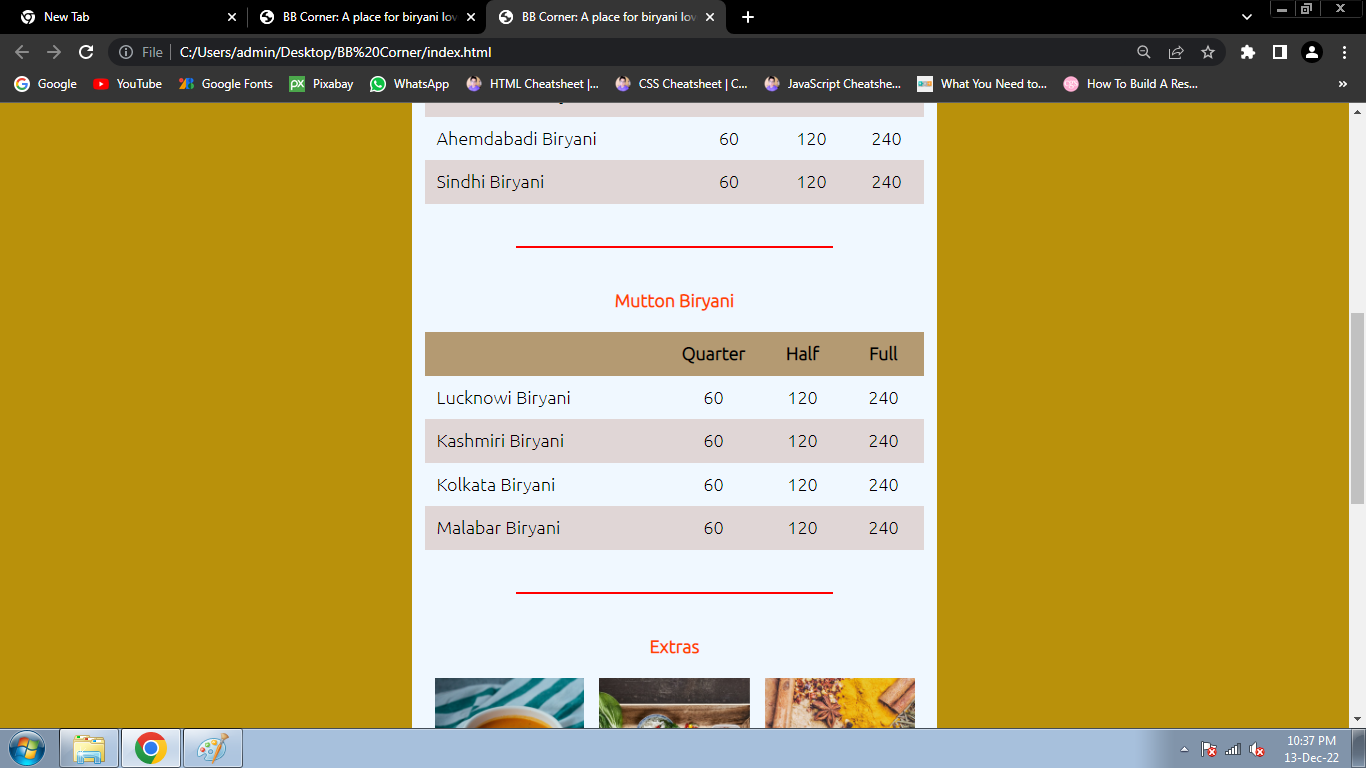 New Tab
BB Corner: A place for biryani lov
BB Corner: A place for biryani lov
File
C:/Users/admin/Desktop/BB%20Corner/index.html
Google YouTube Google Fonts Pixabay WhatsApp HTML Cheatsheet |... CSS Cheatsheet | C... JavaScript Cheatshe... What You Need to... How To Build A Res... »
Ahemdabadi Biryani 60 120 240
Sindhi Biryani 60 120 240
Mutton Biryani
Quarter Half Full
Lucknowi Biryani 60 120 240
Kashmiri Biryani 60 120 240
Kolkata Biryani 60 120 240
Malabar Biryani 60 120 240
Extras
10:37 PM
13-Dec-22